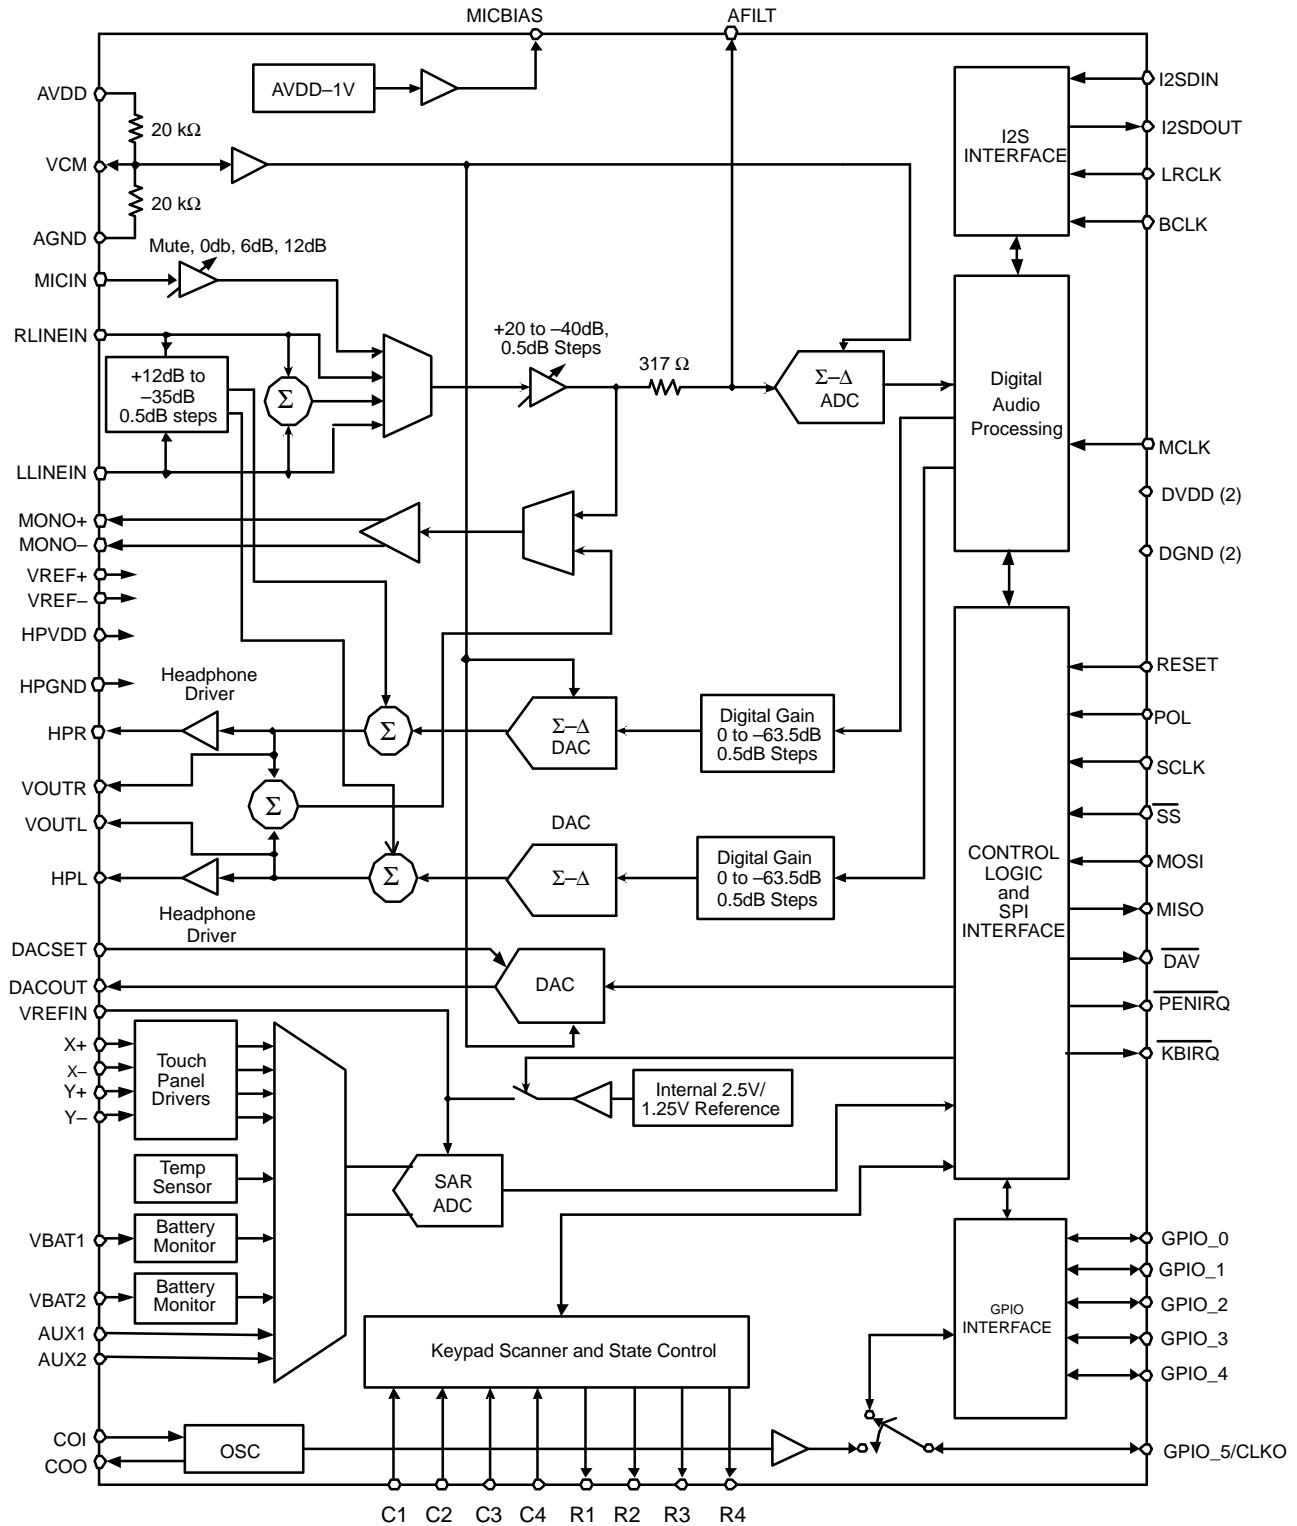 MICBIAS
AFILT
AVDD
20 kΩ
VCM
20 kΩ
AGND
AVDD–1V
Mute, 0db, 6dB, 12dB
MICIN
RLINEIN
+12dB to
–35dB
0.5dB steps
Σ
LLINEIN
+20 to –40dB,
0.5dB Steps
317 Ω
Σ–Δ
ADC
I2S
INTERFACE
I2SDIN
I2SDOUT
LRCLK
BCLK
Digital
Audio
Processing
MCLK
DVDD (2)
DGND (2)
MONO+
MONO–
VREF+
VREF–
HPVDD
HPGND
Headphone
Driver
HPR
VOUTR
VOUTL
HPL
Headphone
Driver
Σ
Σ
Σ
Σ–Δ
DAC
Digital Gain
0 to –63.5dB
0.5dB Steps
DAC
Σ–Δ
Digital Gain
0 to –63.5dB
0.5dB Steps
CONTROL
LOGIC
and
SPI
INTERFACE
RESET
POL
SCLK
SS
MOSI
MISO
DAV
PENIRQ
KBIRQ
DACSET
DACOUT
DAC
VREFIN
X+
X–
Y+
Y–
Touch
Panel
Drivers
Internal 2.5V/
1.25V Reference
Temp
Sensor
SAR
ADC
VBAT1
Battery
Monitor
VBAT2
Battery
Monitor
AUX1
AUX2
Keypad Scanner and State Control
GPIO
INTERFACE
GPIO_0
GPIO_1
GPIO_2
GPIO_3
GPIO_4
COI
COO
OSC
GPIO_5/CLKO
C1 C2 C3 C4 R1 R2 R3 R4